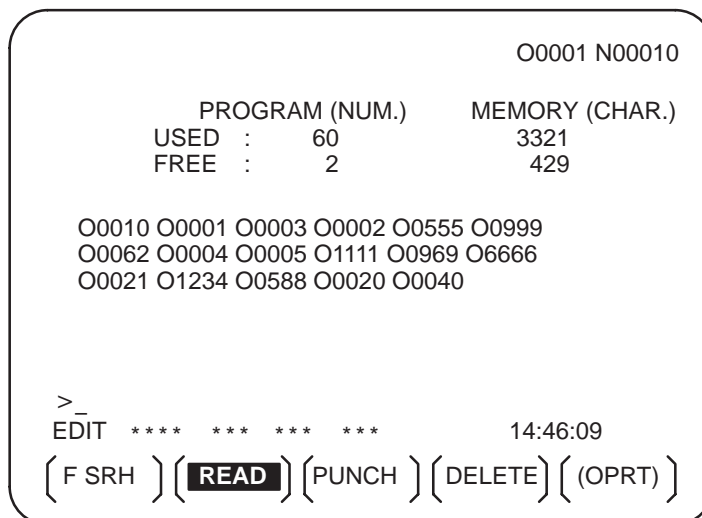 O0001 N00010
PROGRAM (NUM.) MEMORY (CHAR.)
USED : 60 3321
FREE : 2 429
O0010 O0001 O0003 O0002 O0555 O0999
O0062 O0004 O0005 O1111 O0969 O6666
O0021 O1234 O0588 O0020 O0040
>_
EDIT **** *** *** *** 14:46:09
F SRH READ PUNCH DELETE (OPRT)